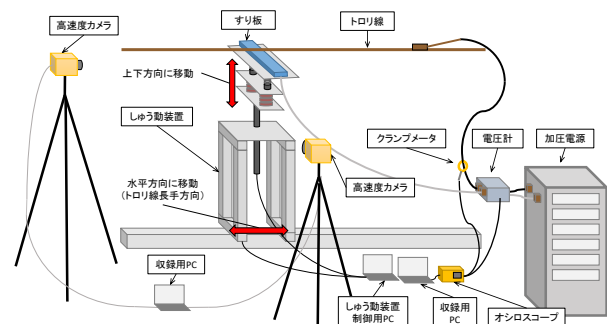 高速度カメラ
すり板
トロリ線
上下方向に移動
しゅう動装置
クランプメータ
電圧計
加圧電源
水平方向に移動
(トロリ線長手方向)
高速度カメラ
収録用PC
しゅう動装置
制御用PC
収録用
PC
オシロスコープ